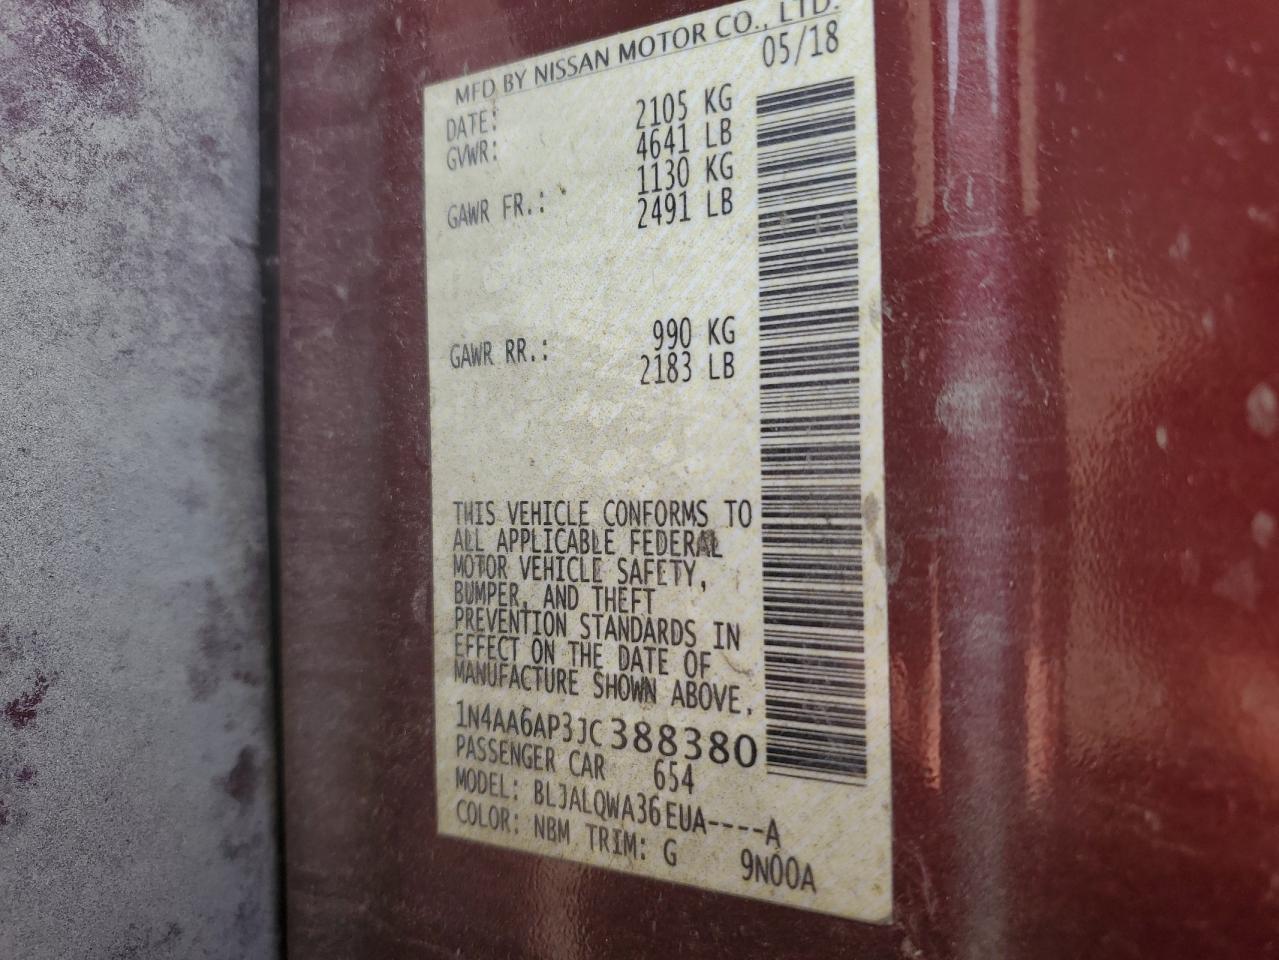 MFD BY NISSAN MOTOR CO., LTD.
DATE: 05/18
GVWR: 2105 KG
4641 LB
GAWR FR.: 1130 KG
2491 LB
GAWR RR.: 990 KG
2183 LB
THIS VEHICLE CONFORMS TO
ALL APPLICABLE FEDERAL
MOTOR VEHICLE SAFETY,
BUMPER, AND THEFT
PREVENTION STANDARDS IN
EFFECT ON THE DATE OF
MANUFACTURE SHOWN ABOVE.
1N4AA6AP3JC388380
PASSENGER CAR 654
MODEL: BLJALQWA36EUA----A
COLOR: NBM TRIM: G 9N00A